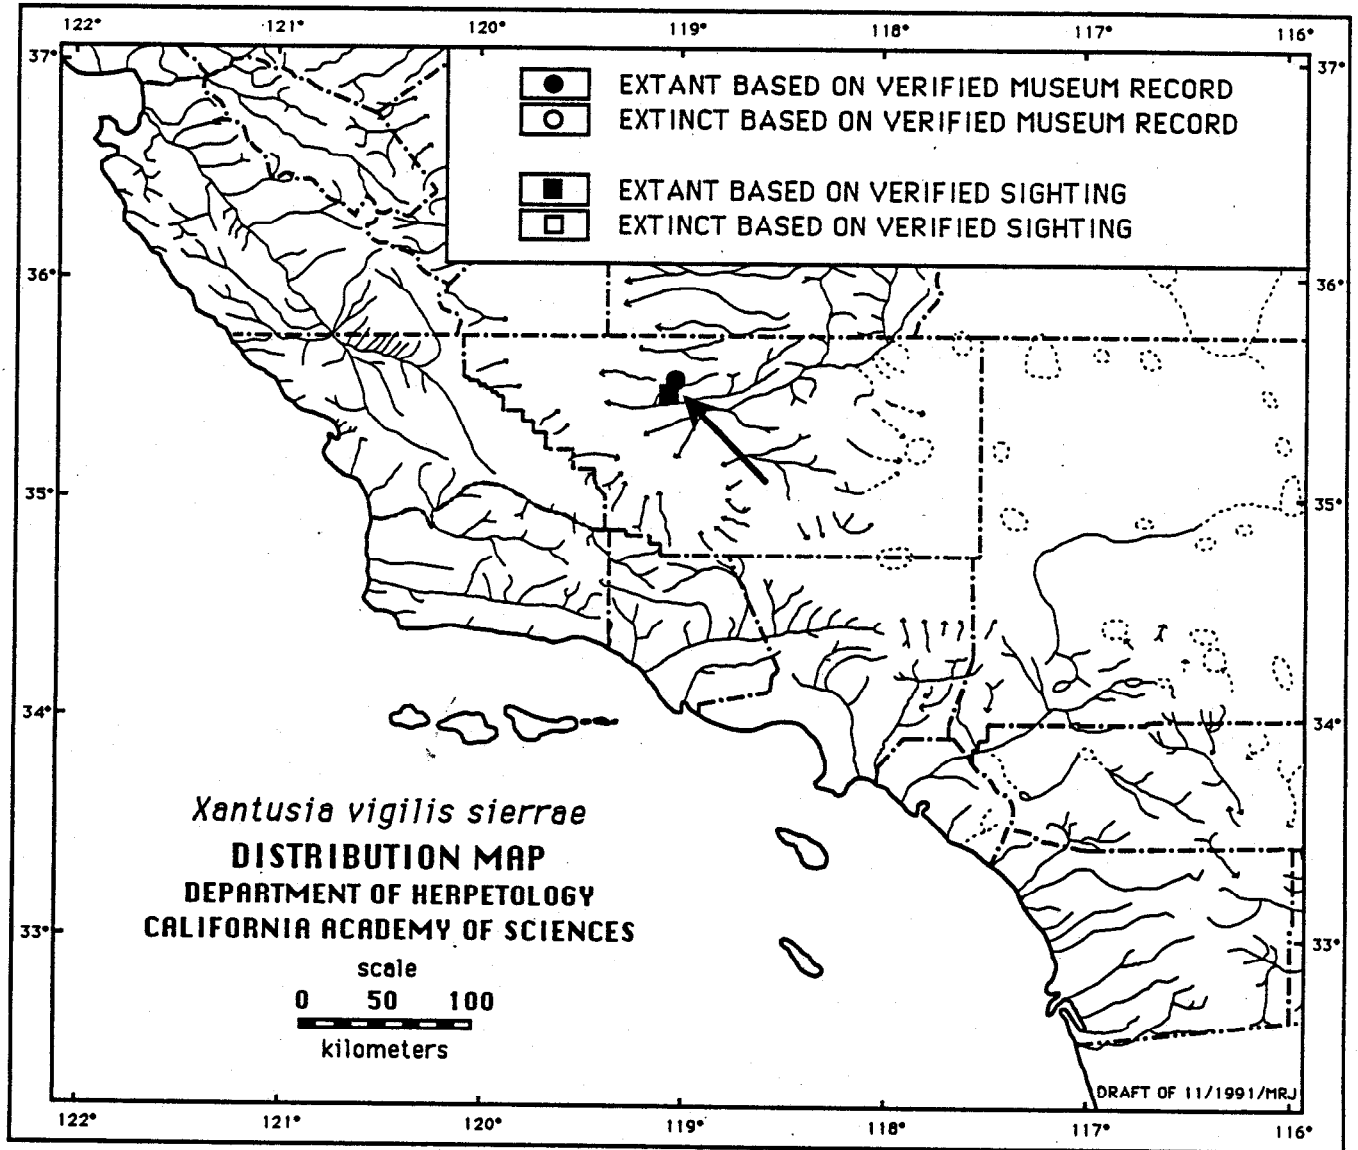 122° 121° 120° 119° 118° 117° 116°
37° 37°
EXTANT BASED ON VERIFIED MUSEUM RECORD
EXTINCT BASED ON VERIFIED MUSEUM RECORD
EXTANT BASED ON VERIFIED SIGHTING
EXTINCT BASED ON VERIFIED SIGHTING
36° 36°
35° 35°
34° 34°
Xantusia vigilis sierrae
DISTRIBUTION MAP
DEPARTMENT OF HERPETOLOGY
CALIFORNIA ACADEMY OF SCIENCES
33° 33°
scale
0 50 100
kilometers
DRAFT OF 11/1991/MRJ
122° 121° 120° 119° 118° 117° 116°